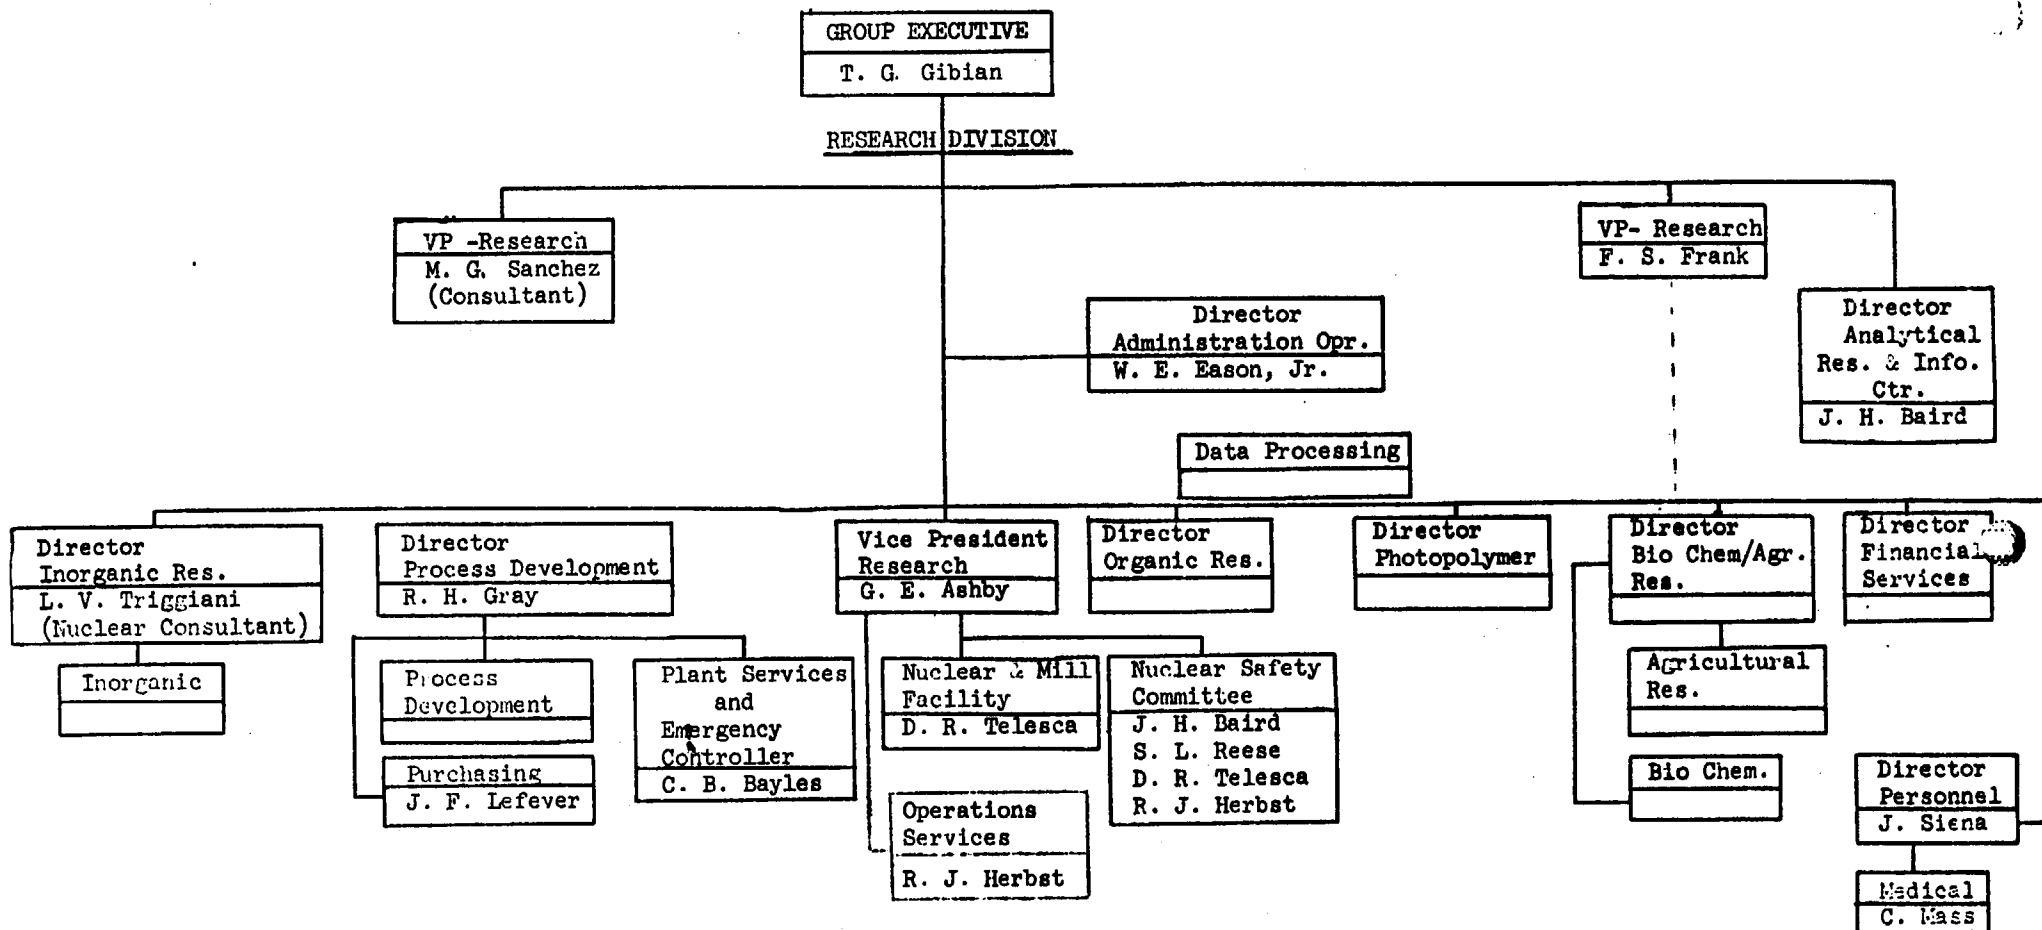 GROUP EXECUTIVE
T. G. Gibian
RESEARCH DIVISION
VP -Research
M. G. Sanchez
(Consultant)
VP- Research
F. S. Frank
Director
Administration Opr.
W. E. Eason, Jr.
Director
Analytical
Res. & Info.
Ctr.
J. H. Baird
Data Processing
Director
Inorganic Res.
L. V. Triggiani
(Nuclear Consultant)
Inorganic
Director
Process Development
R. H. Gray
Process
Development
Purchasing
J. F. Lefever
Plant Services
and
Emergency
Controller
C. B. Bayles
Vice President
Research
G. E. Ashby
Nuclear & Mill
Facility
D. R. Telesca
Operations
Services
R. J. Herbst
Nuclear Safety
Committee
J. H. Baird
S. L. Reese
D. R. Telesca
R. J. Herbst
Director
Organic Res.
Director
Photopolymer
Director
Bio Chem/Agr.
Res.
Agricultural
Res.
Bio Chem.
Director
Financial
Services
Director
Personnel
J. Siena
Medical
C. Mass